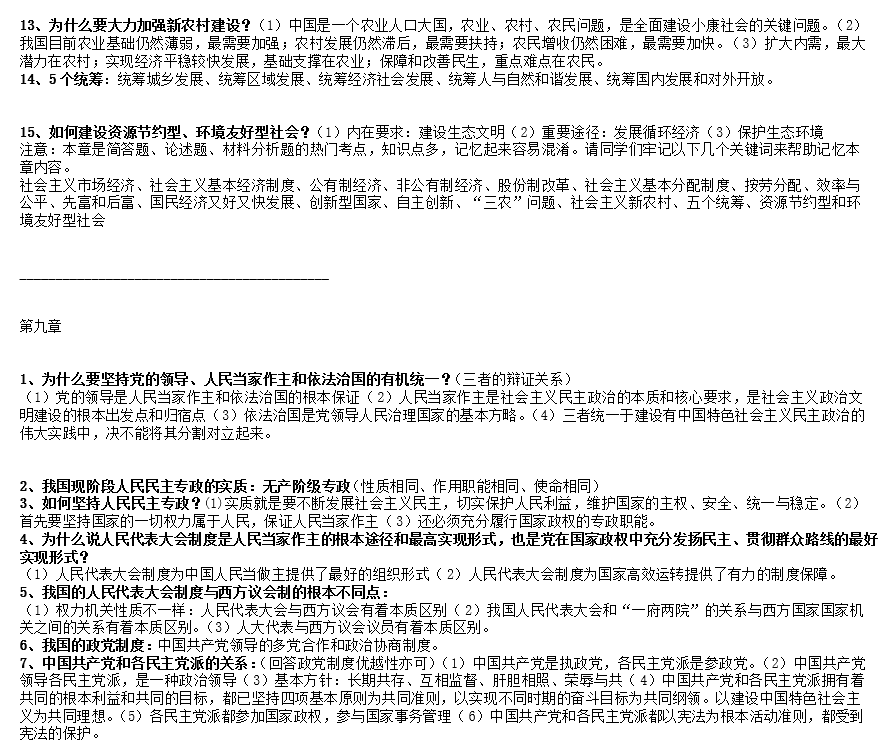 13、为什么要大力加强新农村建设？（1）中国是一个农业人口大国，农业、农村、农民问题，是全面建设小康社会的关键问题。（2）
我国目前农业基础仍然薄弱，最需要加强；农村发展仍然滞后，最需要扶持；农民增收仍然困难，最需要加快。（3）扩大内需，最大
潜力在农村；实现经济平稳较快发展，基础支撑在农业；保障和改善民生，重点难点在农民。
14、5个统筹：统筹城乡发展、统筹区域发展、统筹经济社会发展、统筹人与自然和谐发展、统筹国内发展和对外开放。
15、如何建设资源节约型、环境友好型社会？（1）内在要求：建设生态文明（2）重要途径：发展循环经济（3）保护生态环境
注意：本章是简答题、论述题、材料分析题的热门考点，知识点多，记忆起来容易混淆。请同学们牢记以下几个关键词来帮助记忆本
章内容。
社会主义市场经济、社会主义基本经济制度、公有制经济、非公有制经济、股份制改革、社会主义基本分配制度、按劳分配、效率与
公平、先富和后富、国民经济又好又快发展、创新型国家、自主创新、“三农”问题、社会主义新农村、五个统筹、资源节约型和环
境友好型社会
___________________________________________
第九章
1、为什么要坚持党的领导、人民当家作主和依法治国的有机统一？（三者的辩证关系）
（1）党的领导是人民当家作主和依法治国的根本保证（2）人民当家作主是社会主义民主政治的本质和核心要求，是社会主义政治文
明建设的根本出发点和归宿点（3）依法治国是党领导人民治理国家的基本方略。（4）三者统一于建设有中国特色社会主义民主政治的
伟大实践中，决不能将其分割对立起来。
2、我国现阶段人民民主专政的实质：无产阶级专政（性质相同、作用职能相同、使命相同）
3、如何坚持人民民主专政？(1)实质就是要不断发展社会主义民主，切实保护人民利益，维护国家的主权、安全、统一与稳定。（2）
首先要坚持国家的一切权力属于人民，保证人民当家作主（3）还必须充分履行国家政权的专政职能。
4、为什么说人民代表大会制度是人民当家作主的根本途径和最高实现形式，也是党在国家政权中充分发扬民主、贯彻群众路线的最好
实现形式？
（1）人民代表大会制度为中国人民当做主提供了最好的组织形式（2）人民代表大会制度为国家高效运转提供了有力的制度保障。
5、我国的人民代表大会制度与西方议会制的根本不同点：
（1）权力机关性质不一样：人民代表大会与西方议会有着本质区别（2）我国人民代表大会和“一府两院”的关系与西方国家国家机
关之间的关系有着本质区别。（3）人大代表与西方议会议员有着本质区别。
6、我国的政党制度：中国共产党领导的多党合作和政治协商制度。
7、中国共产党和各民主党派的关系：（回答政党制度优越性亦可）（1）中国共产党是执政党，各民主党派是参政党。（2）中国共产党
领导各民主党派，是一种政治领导（3）基本方针：长期共存、互相监督、肝胆相照、荣辱与共（4）中国共产党和各民主党派拥有着
共同的根本利益和共同的目标，都已坚持四项基本原则为共同准则，以实现不同时期的奋斗目标为共同纲领。以建设中国特色社会主
义为共同理想。（5）各民主党派都参加国家政权，参与国家事务管理（6）中国共产党和各民主党派都以宪法为根本活动准则，都受到
宪法的保护。